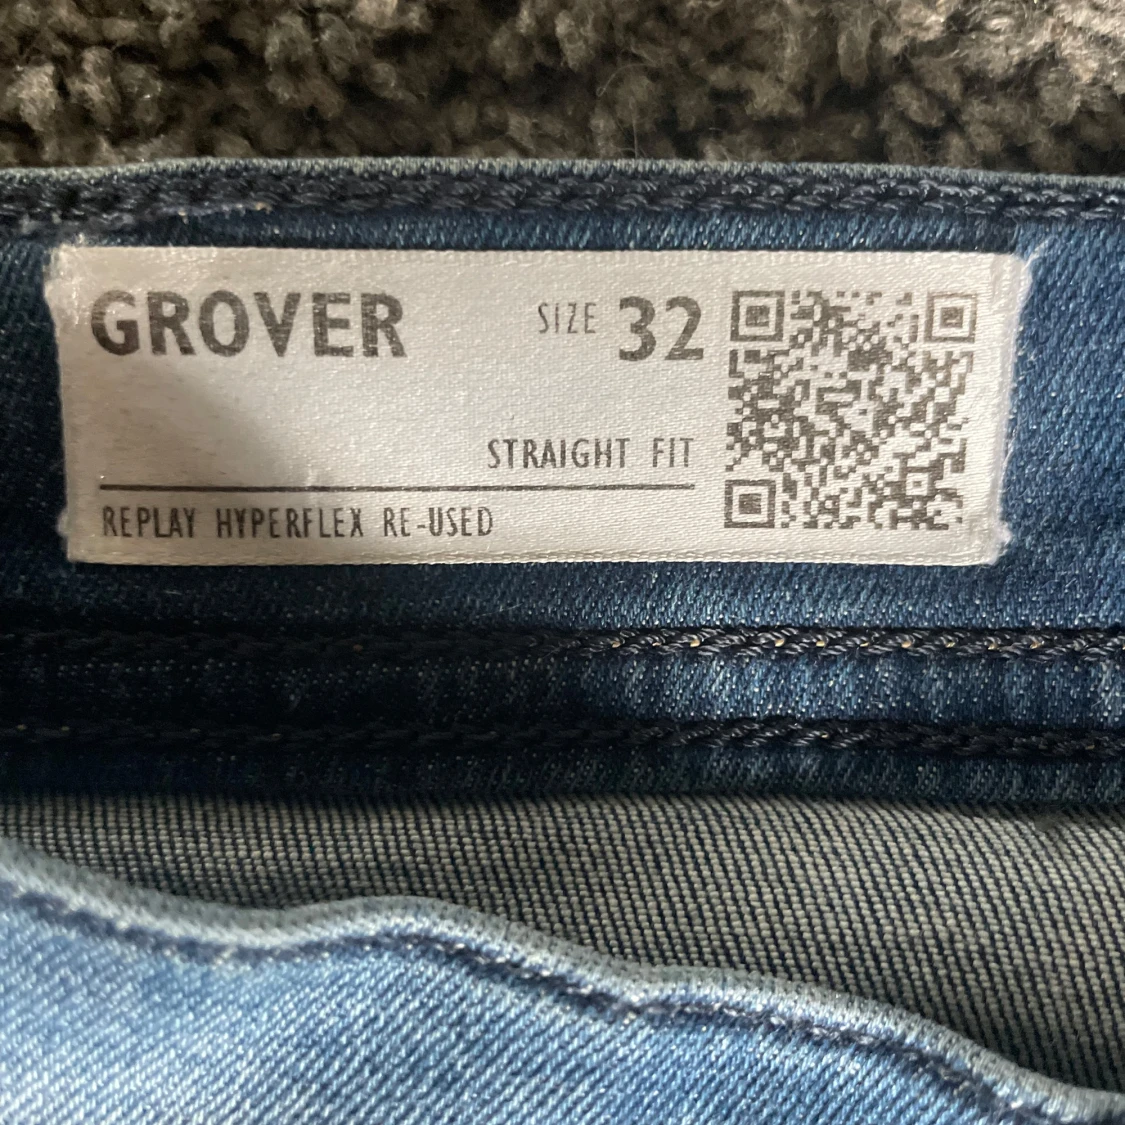 GROVER
SIZE 32
STRAIGHT FIT
REPLAY HYPERFLEX RE-USED